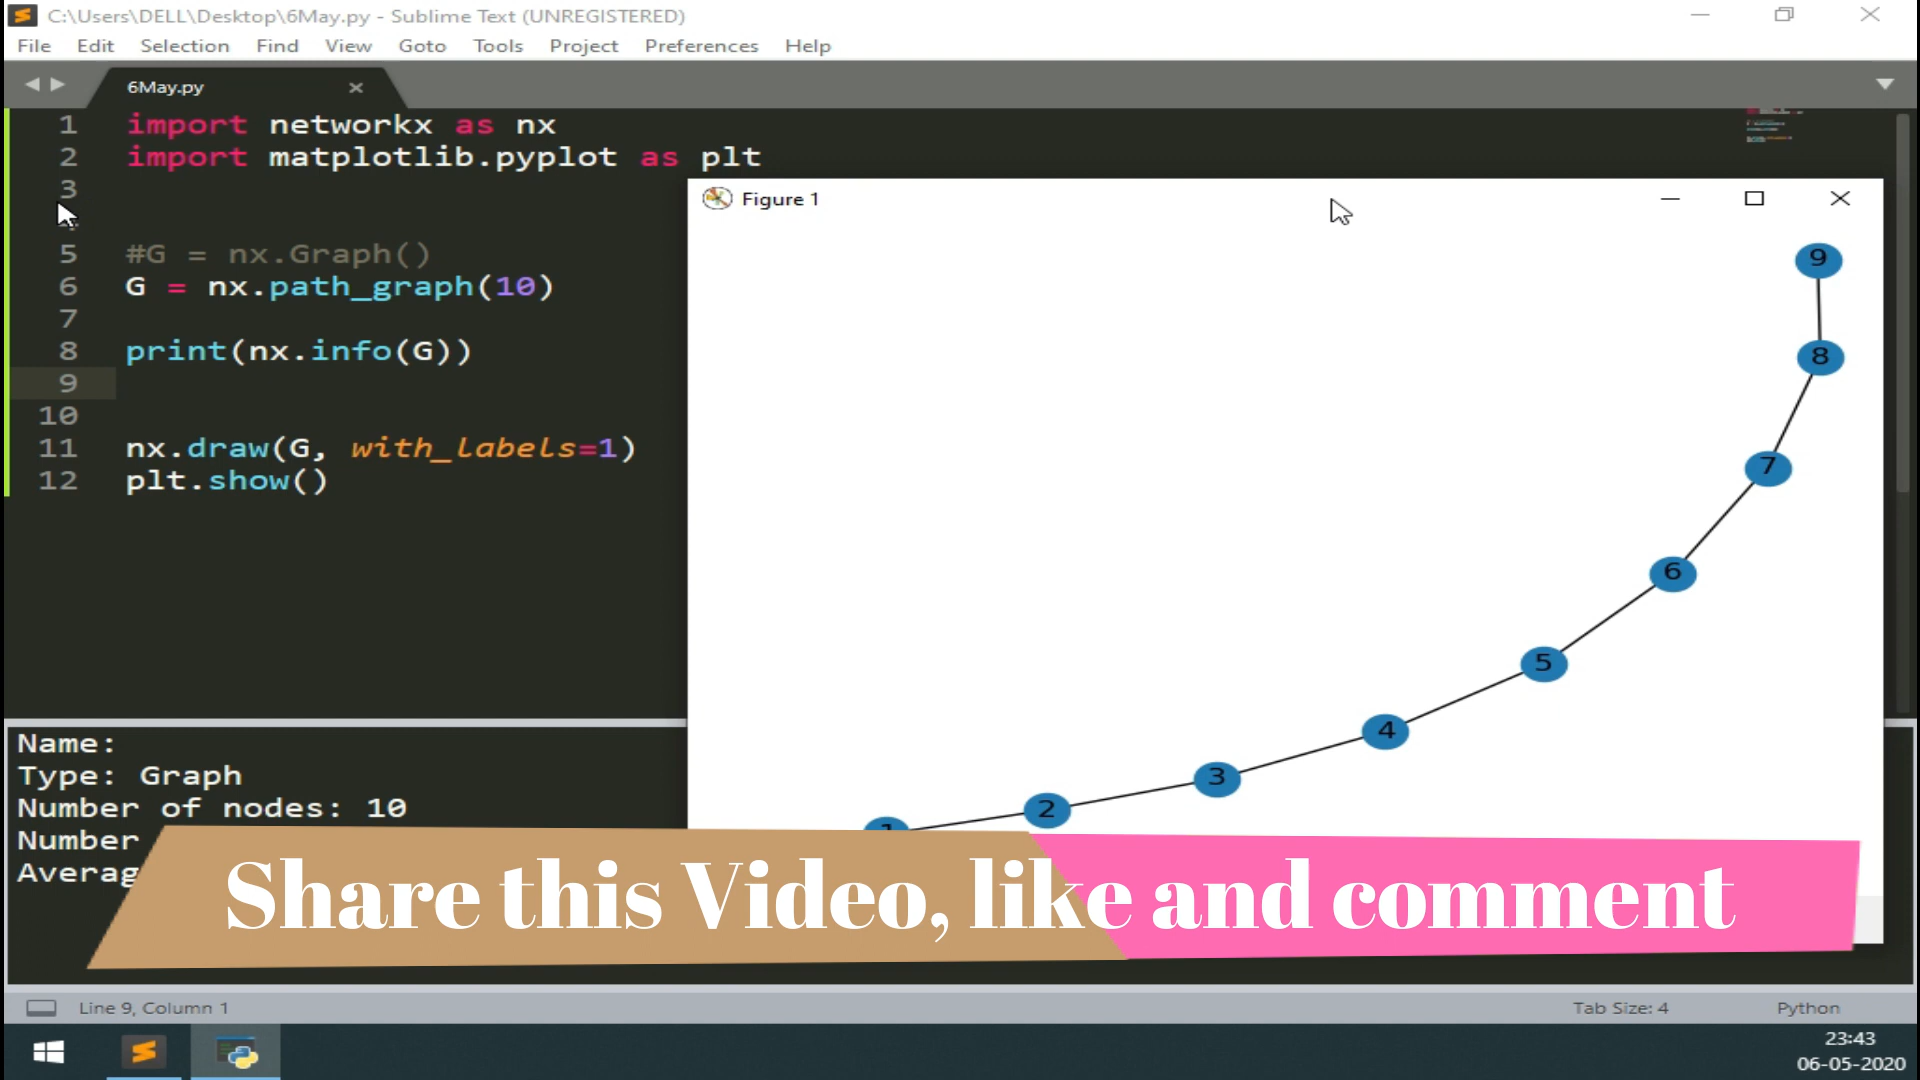 C:\Users\DELL\Desktop\6May.py - Sublime Text (UNREGISTERED)
File Edit Selection Find View Goto Tools Project Preferences Help
6May.py
1 import networkx as nx
2 import matplotlib.pyplot as plt
3
5 #G = nx.Graph()
6 G = nx.path_graph(10)
7
8 print(nx.info(G))
9
10
11 nx.draw(G, with_labels=1)
12 plt.show()
Figure 1
9
8
7
6
5
4
3
2
1
Name:
Type: Graph
Number of nodes: 10
Number
Averag
Share this Video, like and comment
Line 9, Column 1
Tab Size: 4
Python
23:43
06-05-2020